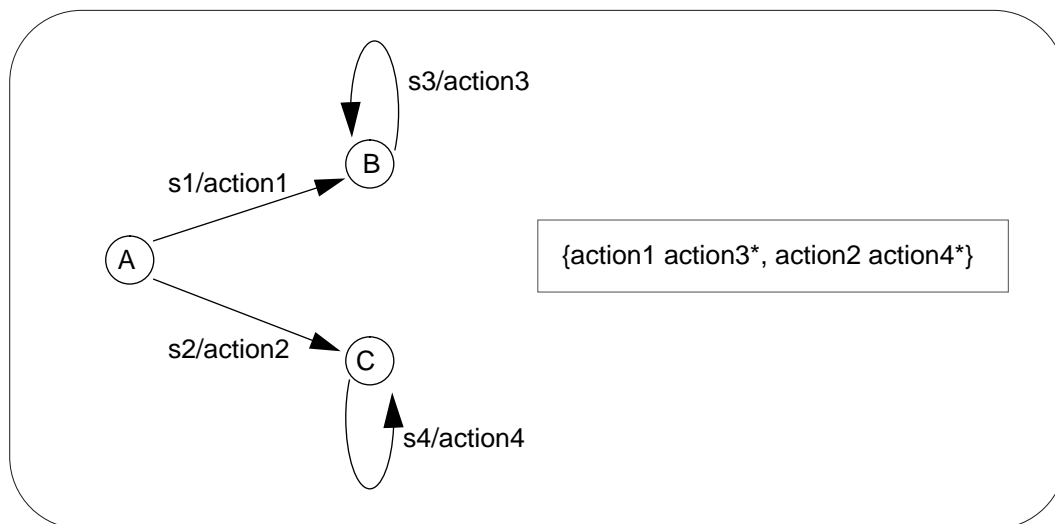 s3/action3
B
s1/action1
A
{action1 action3*, action2 action4*}
s2/action2
C
s4/action4